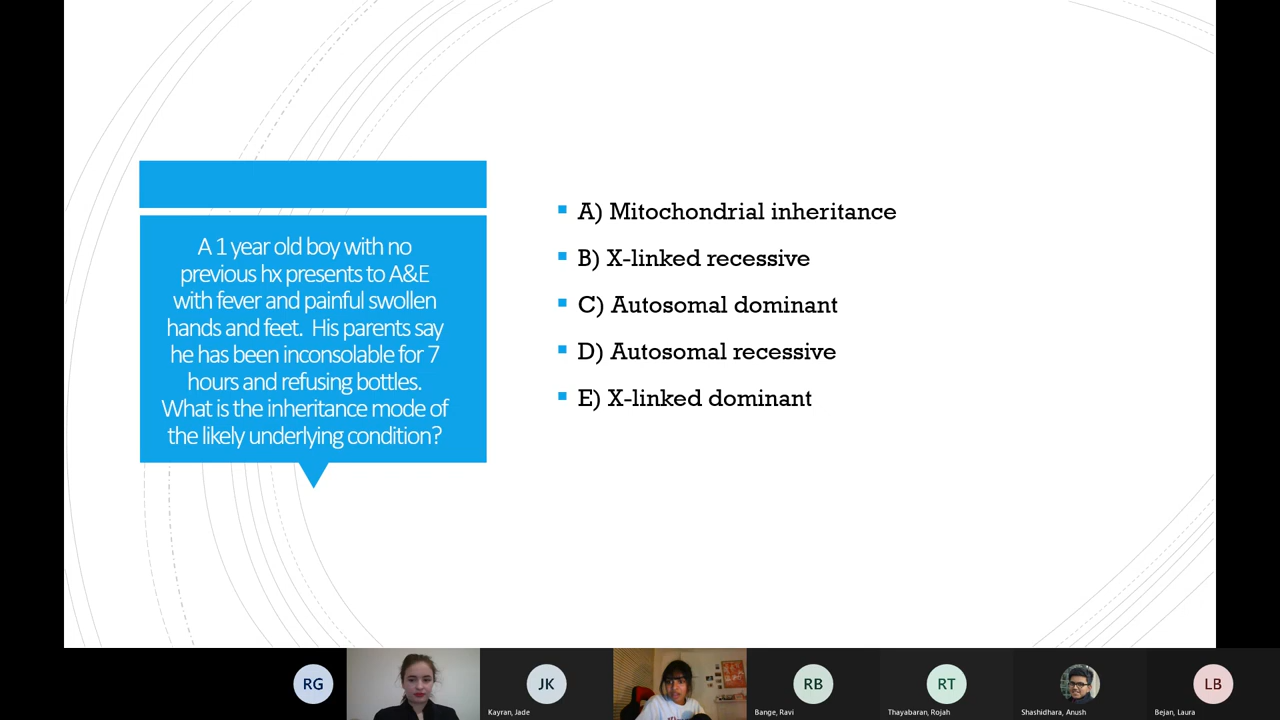 A 1 year old boy with no
previous hx presents to A&E
with fever and painful swollen
hands and feet. His parents say
he has been inconsolable for 7
hours and refusing bottles.
What is the inheritance mode of
the likely underlying condition?
A) Mitochondrial inheritance
B) X-linked recessive
C) Autosomal dominant
D) Autosomal recessive
E) X-linked dominant
RG
JK
Kayran, Jade
RB
Bange, Ravi
RT
Thayabaran, Rojah
Shashidhara, Anush
LB
Bejan, Laura